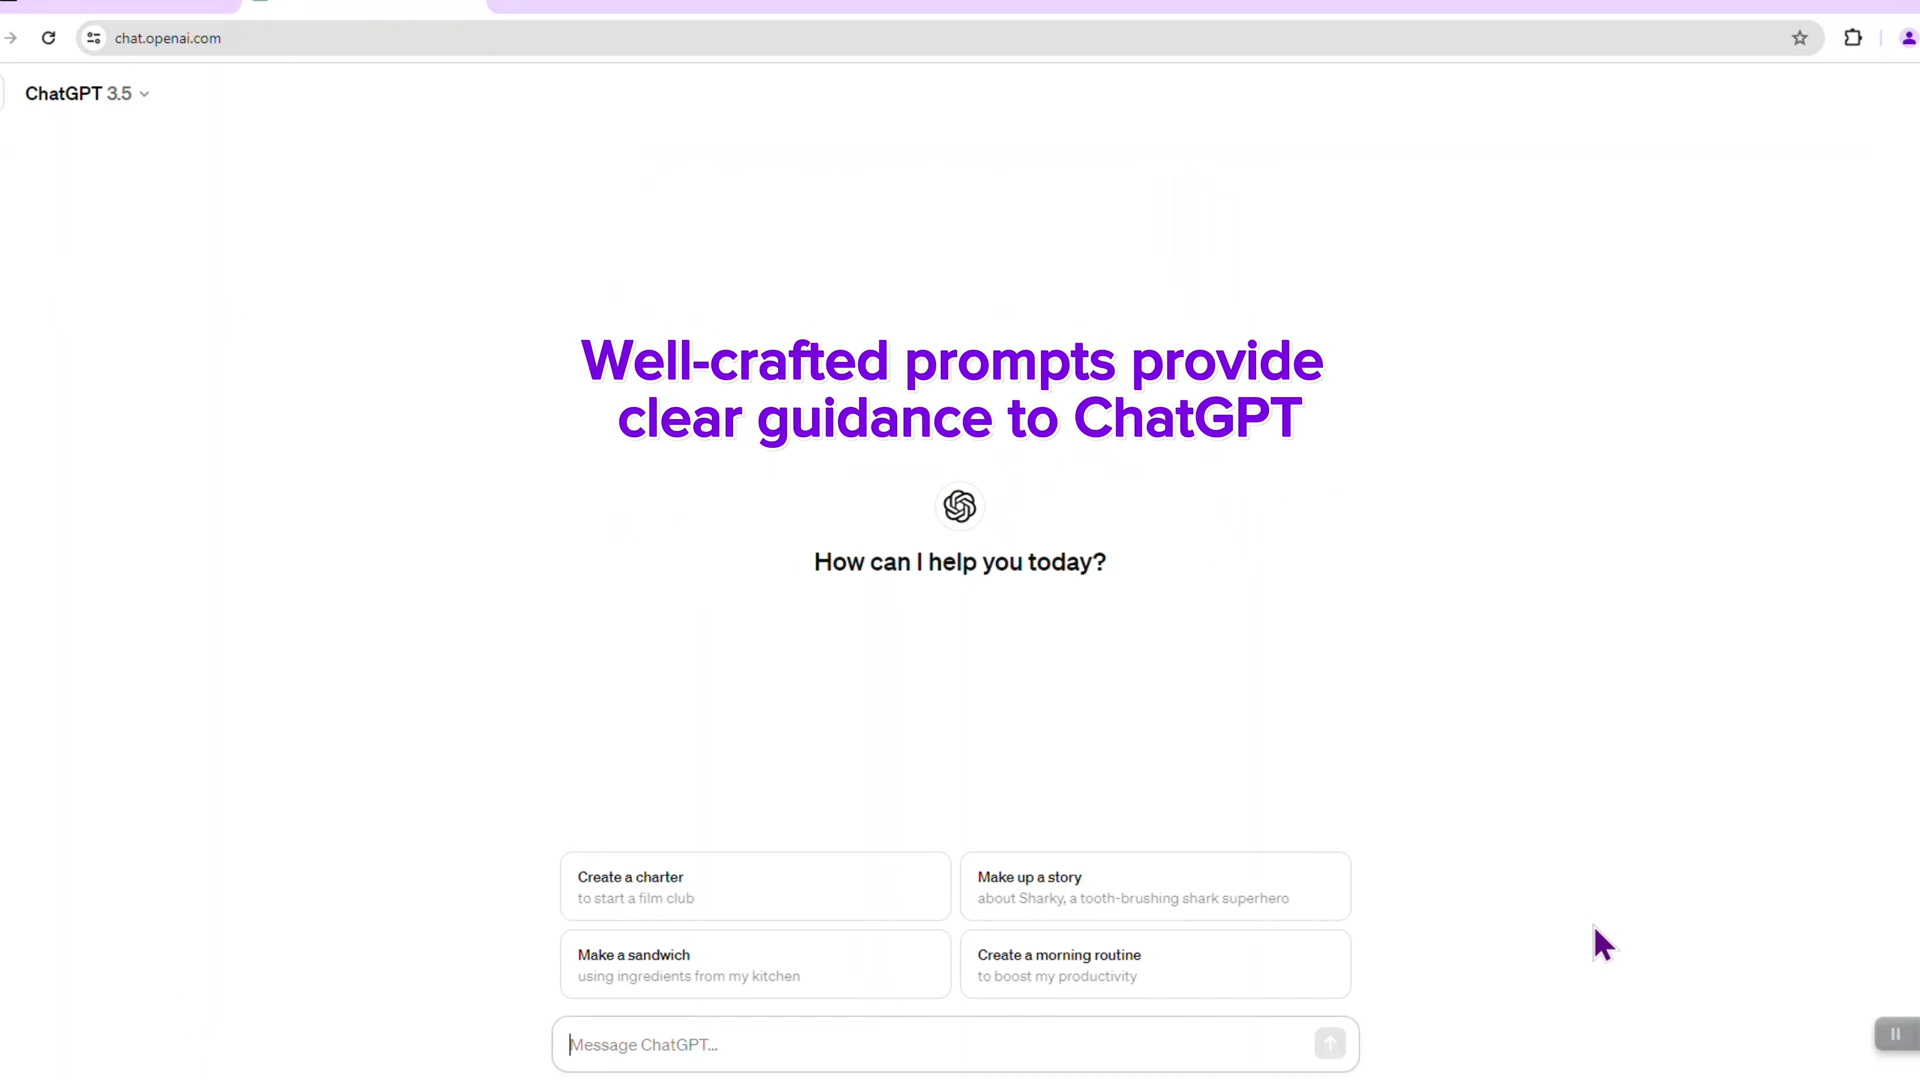 chat.openai.com
ChatGPT 3.5
Well-crafted prompts provide
clear guidance to ChatGPT
How can I help you today?
Create a charter
to start a film club
Make up a story
about Sharky, a tooth-brushing shark superhero
Make a sandwich
using ingredients from my kitchen
Create a morning routine
to boost my productivity
Message ChatGPT...